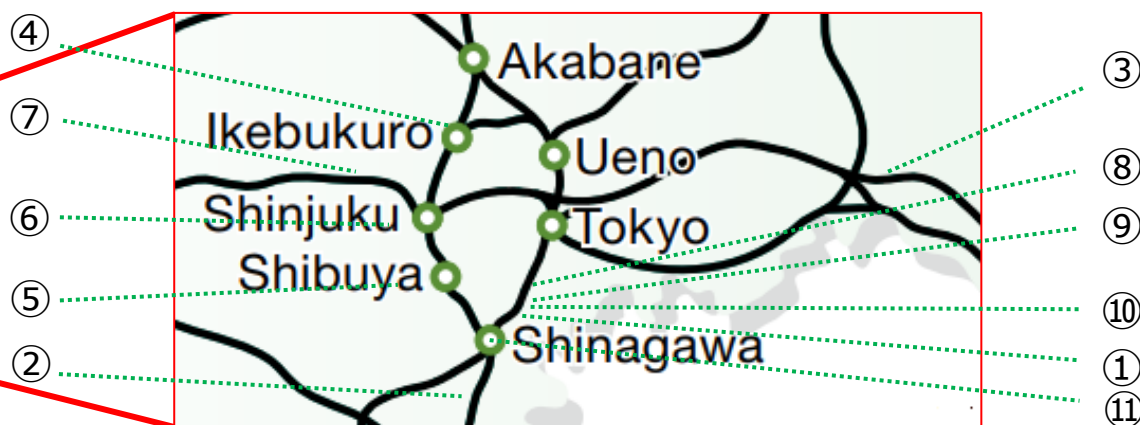 ④
Akabane
③
⑦
Ikebukuro
Ueno
⑧
⑥
Shinjuku
Tokyo
⑨
⑤
Shibuya
⑩
②
Shinagawa
①
⑪